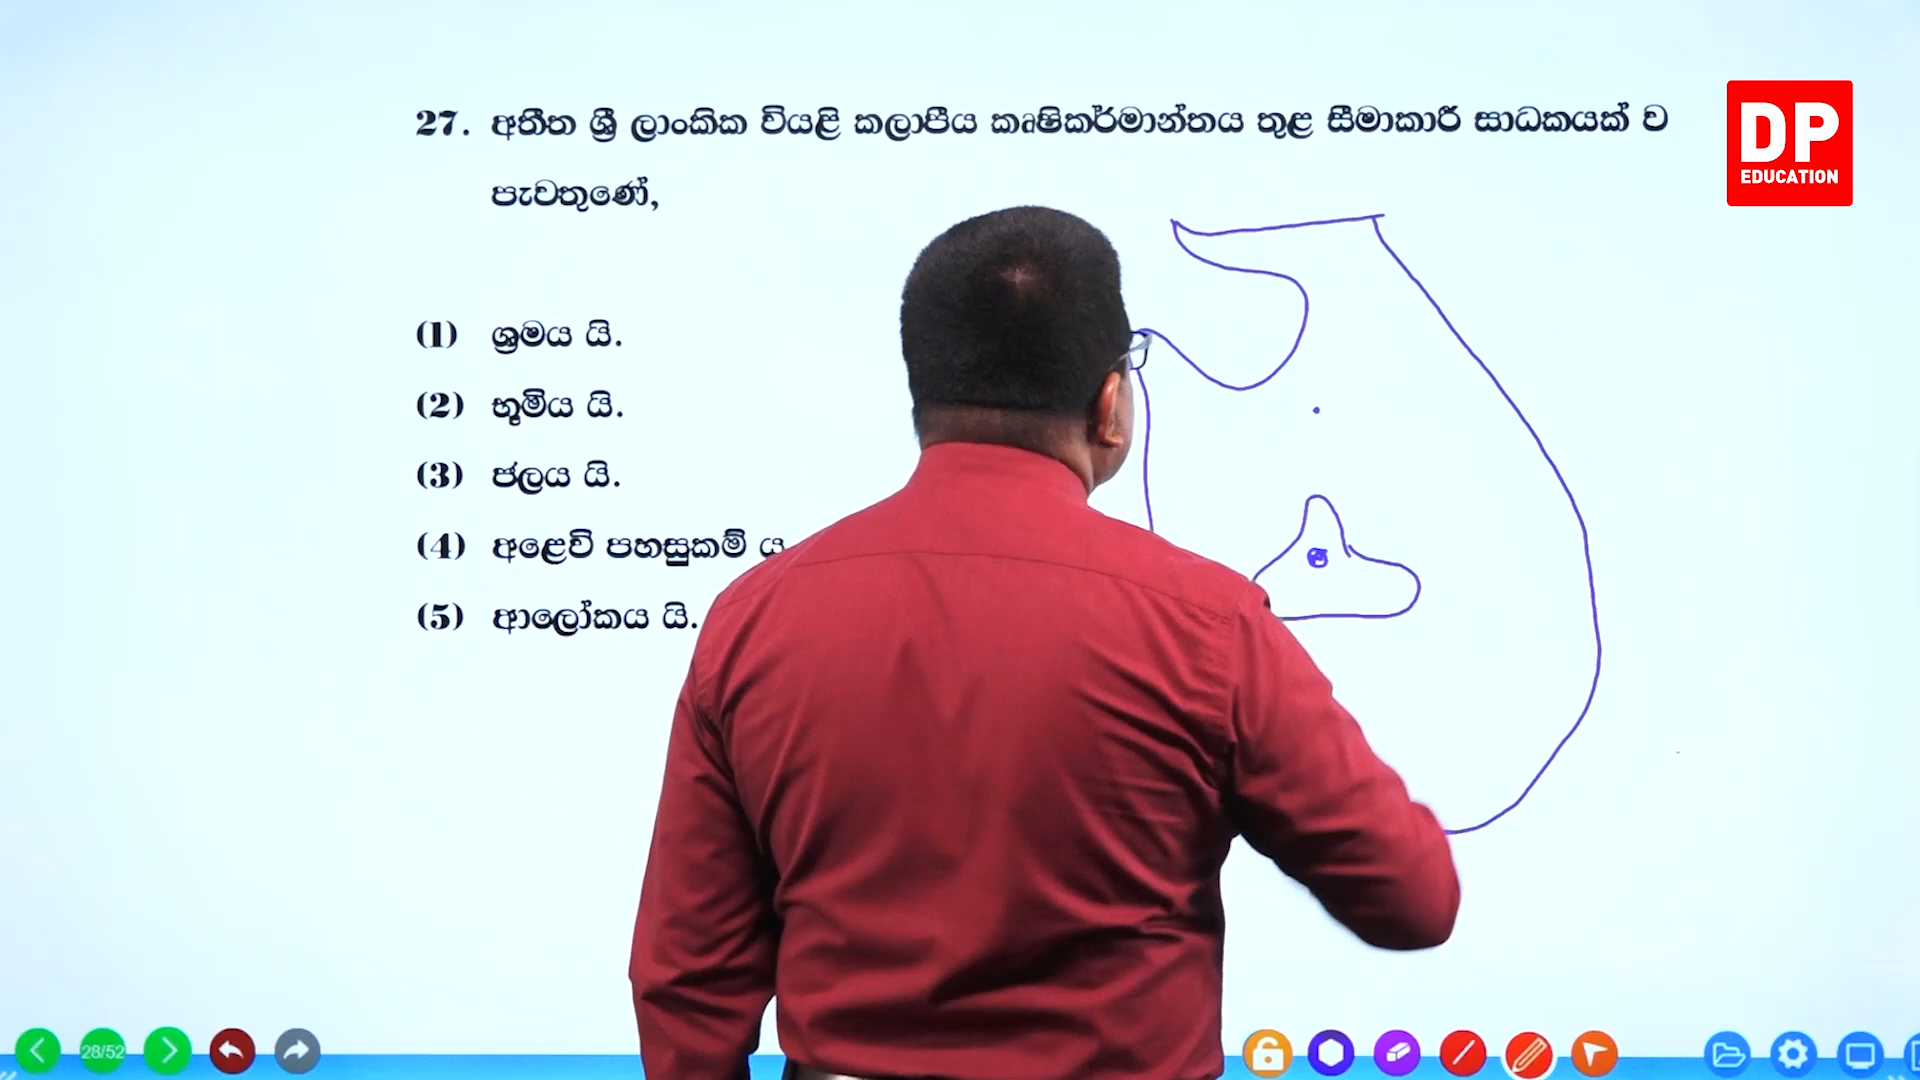 27. අතීත ශ්‍රී ලාංකික වියළි කලාපීය කෘෂිකර්මාන්තය තුළ සීමාකාරී සාධකයක් ව
පැවතුණේ,
(1) ශ්‍රමය යි.
(2) භූමිය යි.
(3) ජලය යි.
(4) අළෙවි පහසුකම් ය
(5) ආලෝකය යි.
DP
EDUCATION
28/52